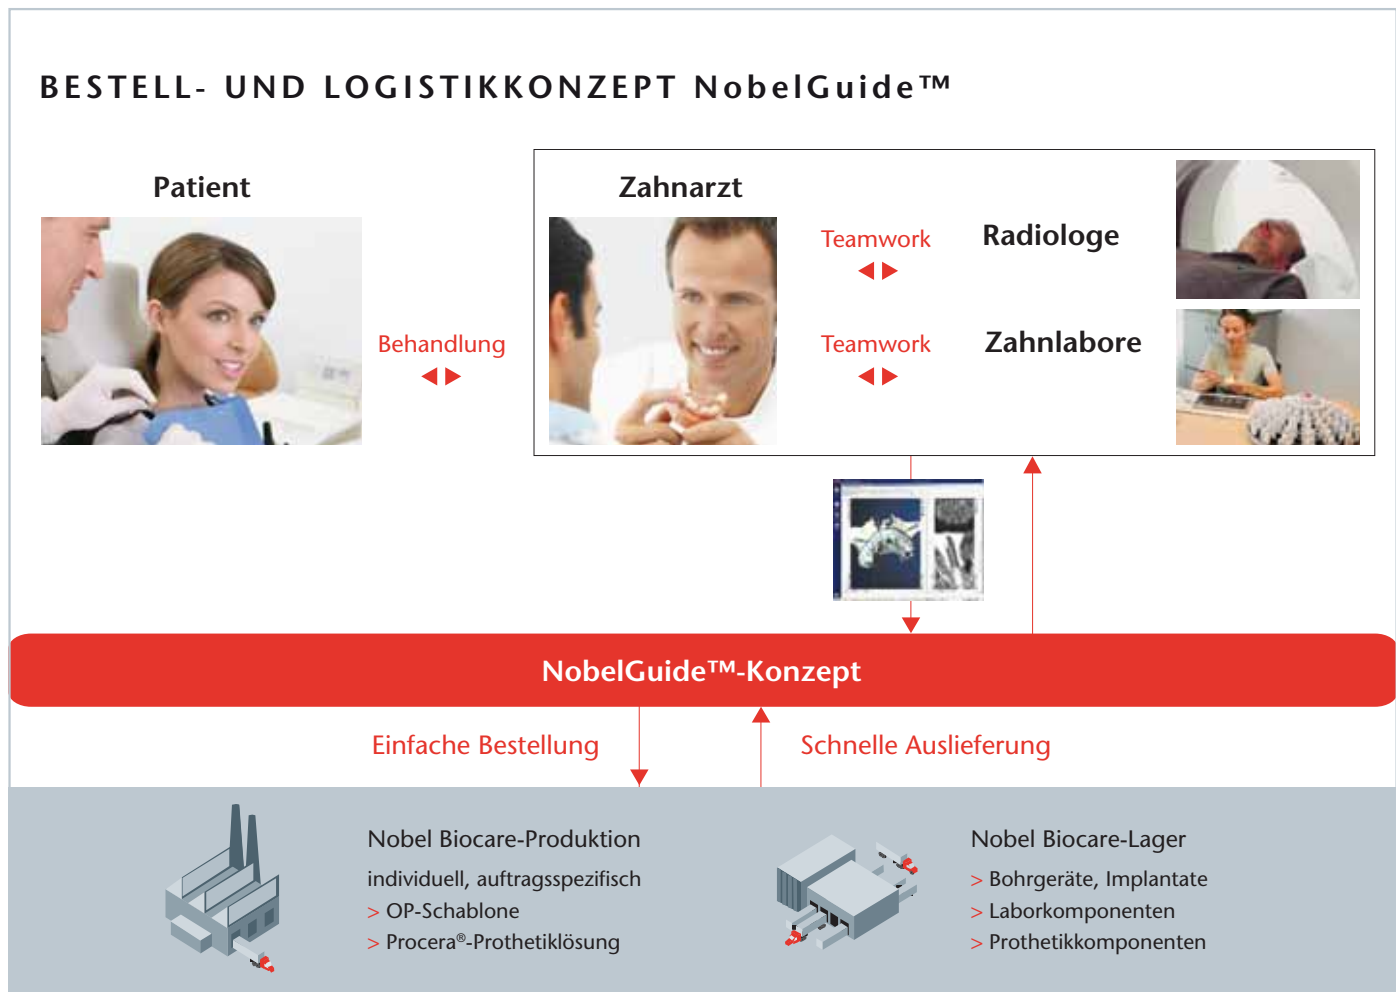 BESTELL- UND LOGISTIKKONZEPT NobelGuide™
Patient
Zahnarzt
Teamwork
Radiologe
Behandlung
Teamwork
Zahnlabore
NobelGuide™-Konzept
Einfache Bestellung
Schnelle Auslieferung
Nobel Biocare-Produktion
individuell, auftragsspezifisch
> OP-Schablone
> Procera®-Prothetiklösung
Nobel Biocare-Lager
> Bohrgeräte, Implantate
> Laborkomponenten
> Prothetikkomponenten